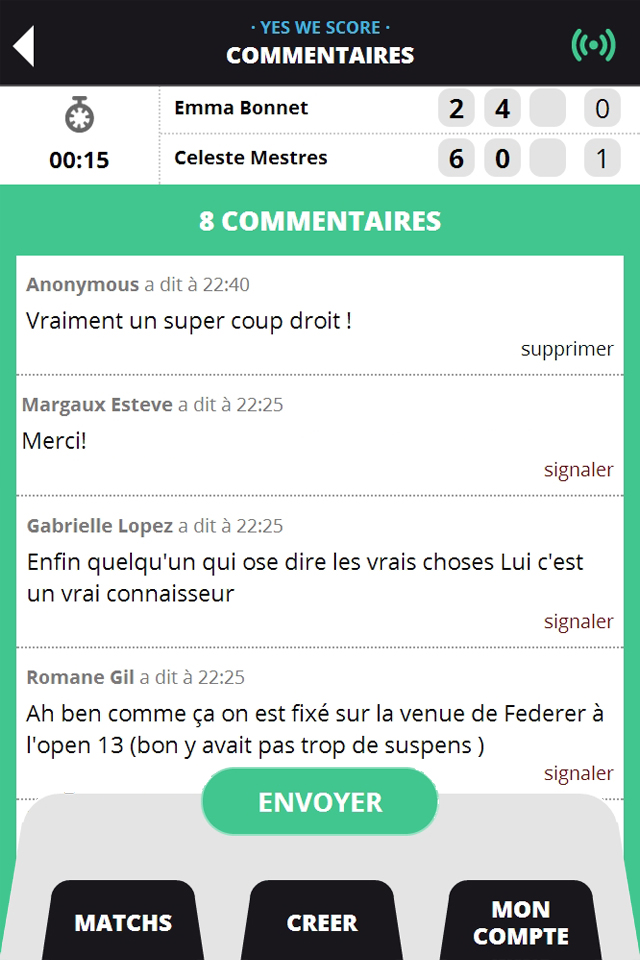 · YES WE SCORE ·
COMMENTAIRES
Emma Bonnet 2 4 0
00:15
Celeste Mestres 6 0 1
8 COMMENTAIRES
Anonymous a dit à 22:40
Vraiment un super coup droit !
supprimer
Margaux Esteve a dit à 22:25
Merci!
signaler
Gabrielle Lopez a dit à 22:25
Enfin quelqu'un qui ose dire les vrais choses Lui c'est
un vrai connaisseur
signaler
Romane Gil a dit à 22:25
Ah ben comme ça on est fixé sur la venue de Federer à
l'open 13 (bon y avait pas trop de suspens )
signaler
ENVOYER
MATCHS
CREER
MON
COMPTE